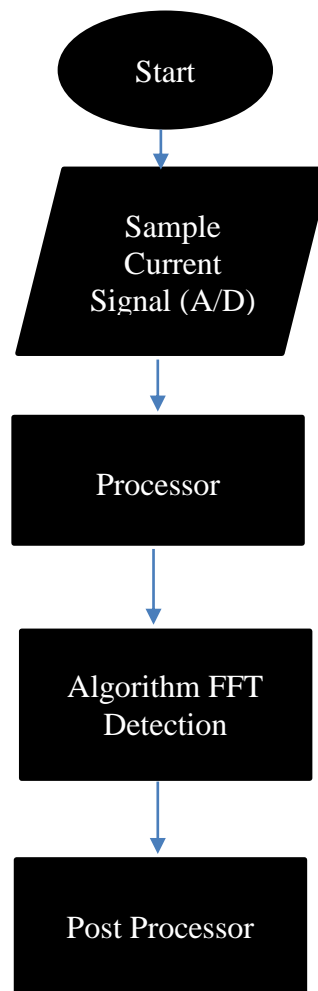 Start
Sample
Current
Signal (A/D)
Processor
Algorithm FFT
Detection
Post Processor